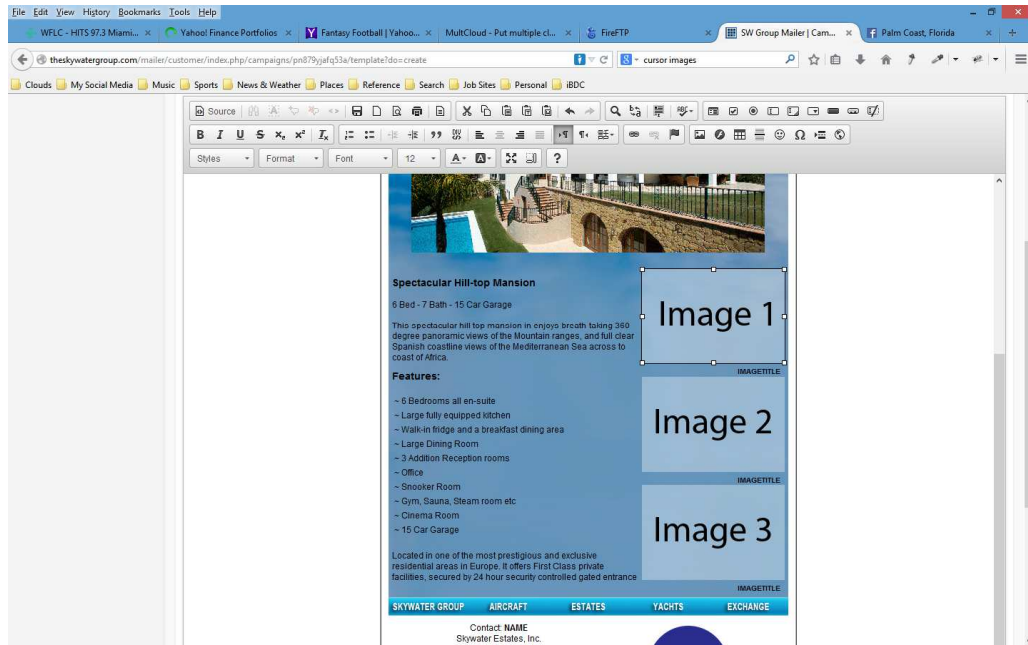 File Edit View History Bookmarks Tools Help
WFLC - HITS 97.3 Miami... × Yahoo! Finance Portfolios × Fantasy Football | Yahoo... × MultCloud - Put multiple cl... × FireFTP × SW Group Mailer | Cam... × Palm Coast, Florida ×
theskywatergroup.com/mailer/customer/index.php/campaigns/pn879yjafq53a/template?do=create cursor images
Clouds My Social Media Music Sports News & Weather Places Reference Search Job Sites Personal iBDC
Source
B I U S x₂ x² Tx
Styles Format Font 12 A A ?
Spectacular Hill-top Mansion
6 Bed - 7 Bath - 15 Car Garage
This spectacular hill top mansion in enjoys breath taking 360
degree panoramic views of the Mountain ranges, and full clear
Spanish coastline views of the Mediterranean Sea across to
coast of Africa.
Features:
~ 6 Bedrooms all en-suite
~ Large fully equipped kitchen
~ Walk-in fridge and a breakfast dining area
~ Large Dining Room
~ 3 Addition Reception rooms
~ Office
~ Snooker Room
~ Gym, Sauna, Steam room etc
~ Cinema Room
~ 15 Car Garage
Located in one of the most prestigious and exclusive
residential areas in Europe. It offers First Class private
facilities, secured by 24 hour security controlled gated entrance
Image 1
IMAGETITLE
Image 2
IMAGETITLE
Image 3
IMAGETITLE
SKYWATER GROUP AIRCRAFT ESTATES YACHTS EXCHANGE
Contact: NAME
Skywater Estates, Inc.